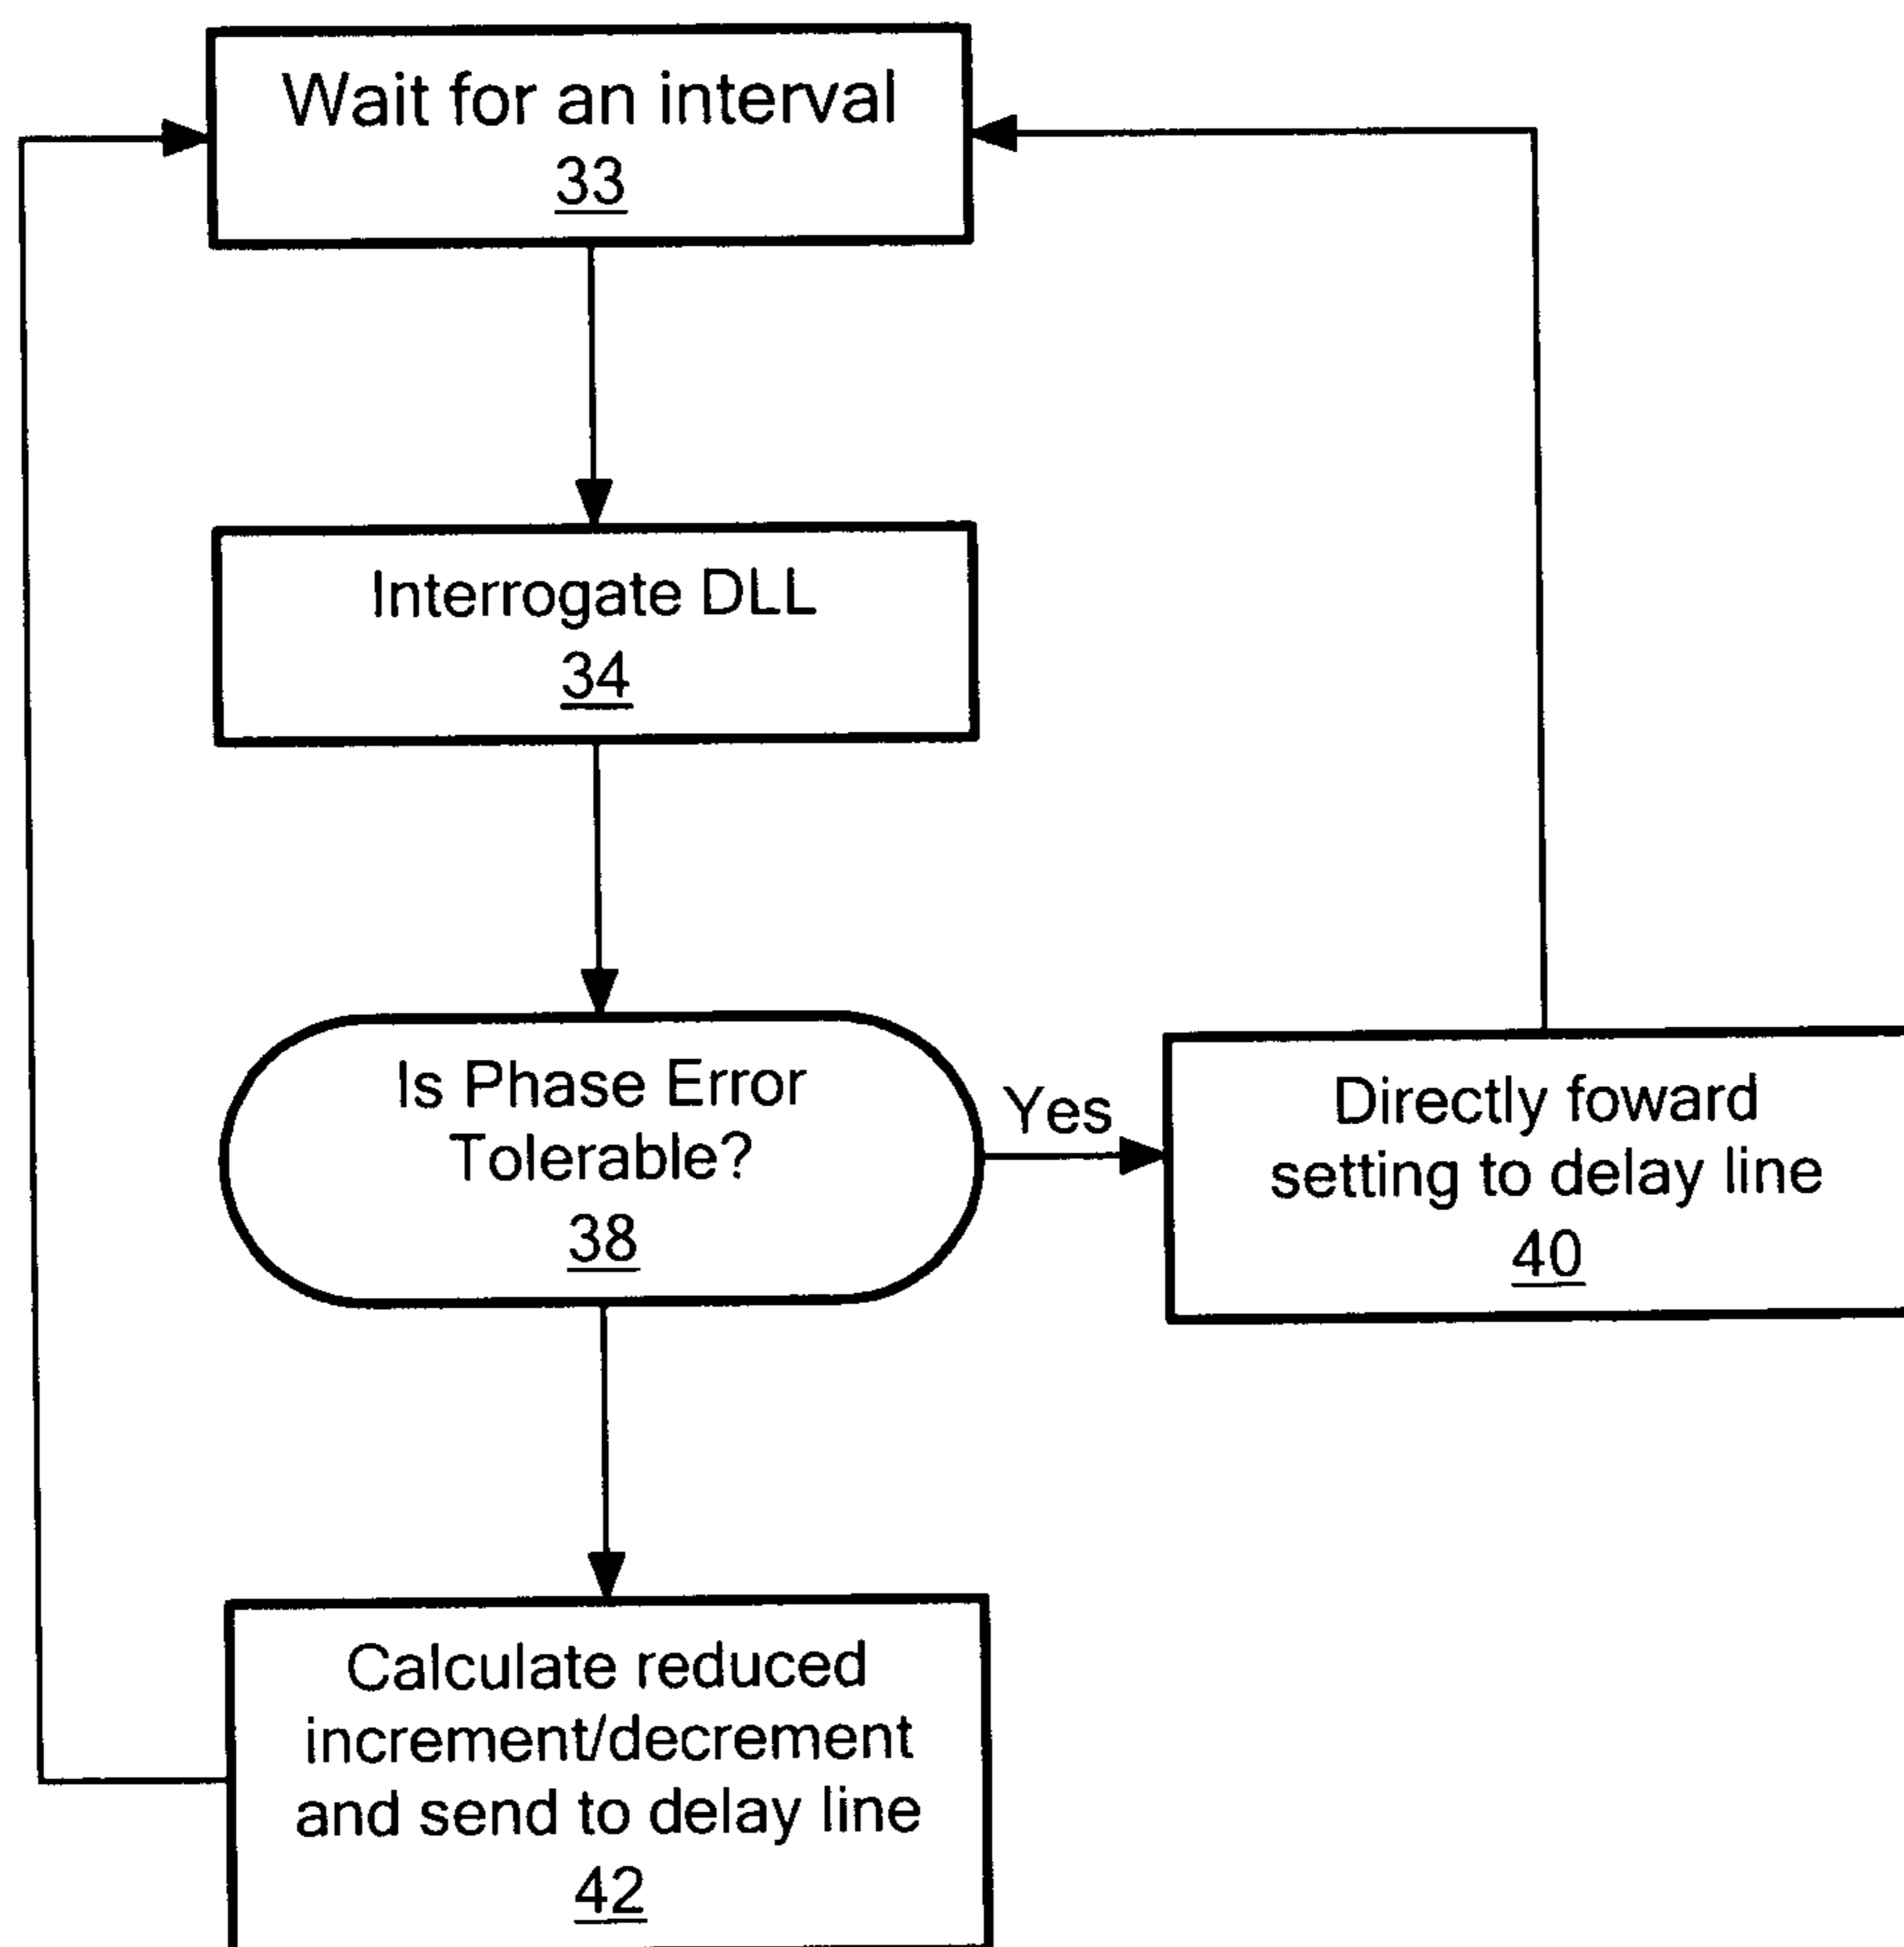 Wait for an interval
33
Interrogate DLL
34
Is Phase Error
Tolerable?
38
Yes
Directly foward
setting to delay line
40
Calculate reduced
increment/decrement
and send to delay line
42